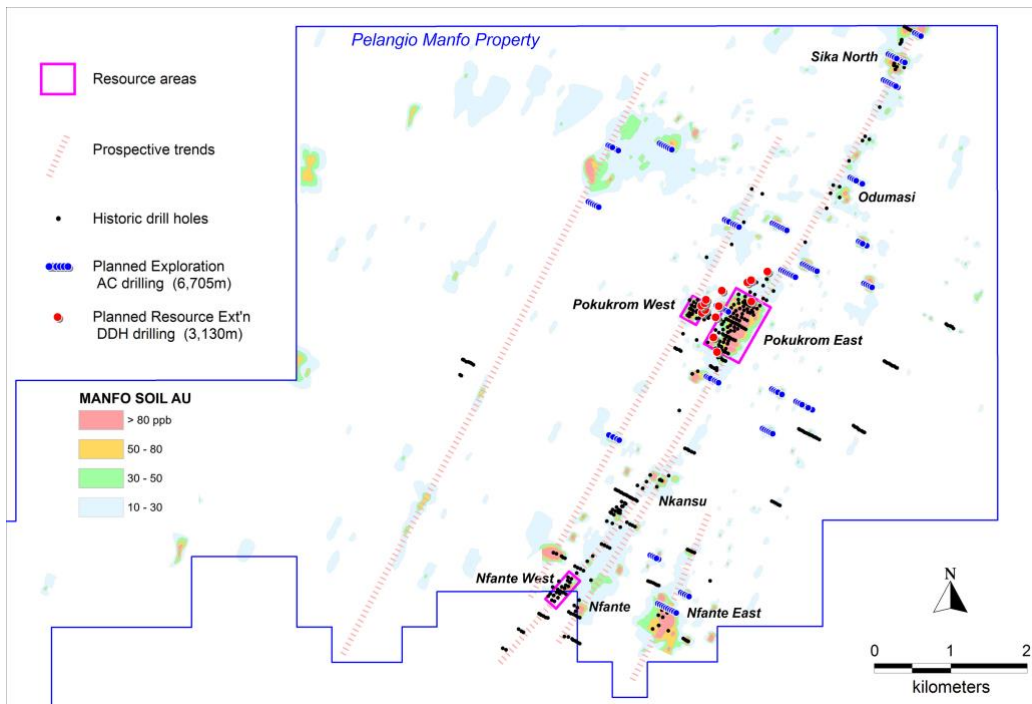 Pelangio Manfo Property
Resource areas
Prospective trends
Historic drill holes
Planned Exploration
AC drilling (6,705m)
Planned Resource Ext'n
DDH drilling (3,130m)
MANFO SOIL AU
> 80 ppb
50 - 80
30 - 50
10 - 30
Sika North
Odumasi
Pokukrom West
Pokukrom East
Nkansu
Nfante West
Nfante
Nfante East
N
0 1 2
kilometers